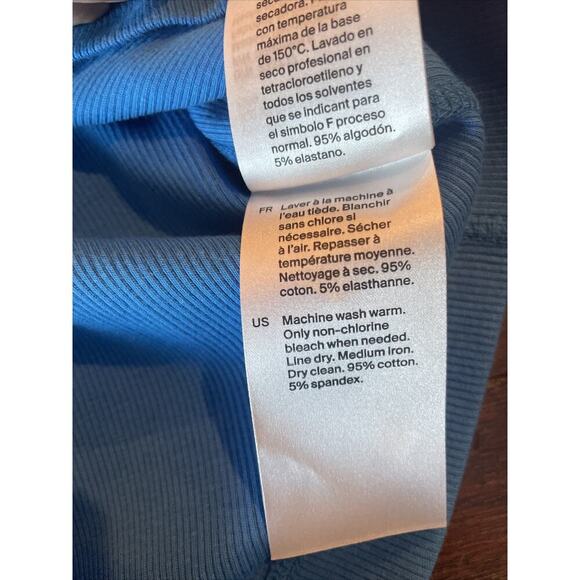 secadora.
con temperatura
máxima de la base
de 150°C. Lavado en
seco profesional en
tetracloroetileno y
todos los solventes
que se indicant para
el simbolo F proceso
normal. 95% algodón.
5% elastano.
FR Laver à la machine à
l'eau tiède. Blanchir
sans chlore si
nécessaire. Sécher
à l'air. Repasser à
température moyenne.
Nettoyage à sec. 95%
coton. 5% elasthanne.
US Machine wash warm.
Only non-chlorine
bleach when needed.
Line dry. Medium iron.
Dry clean. 95% cotton.
5% spandex.